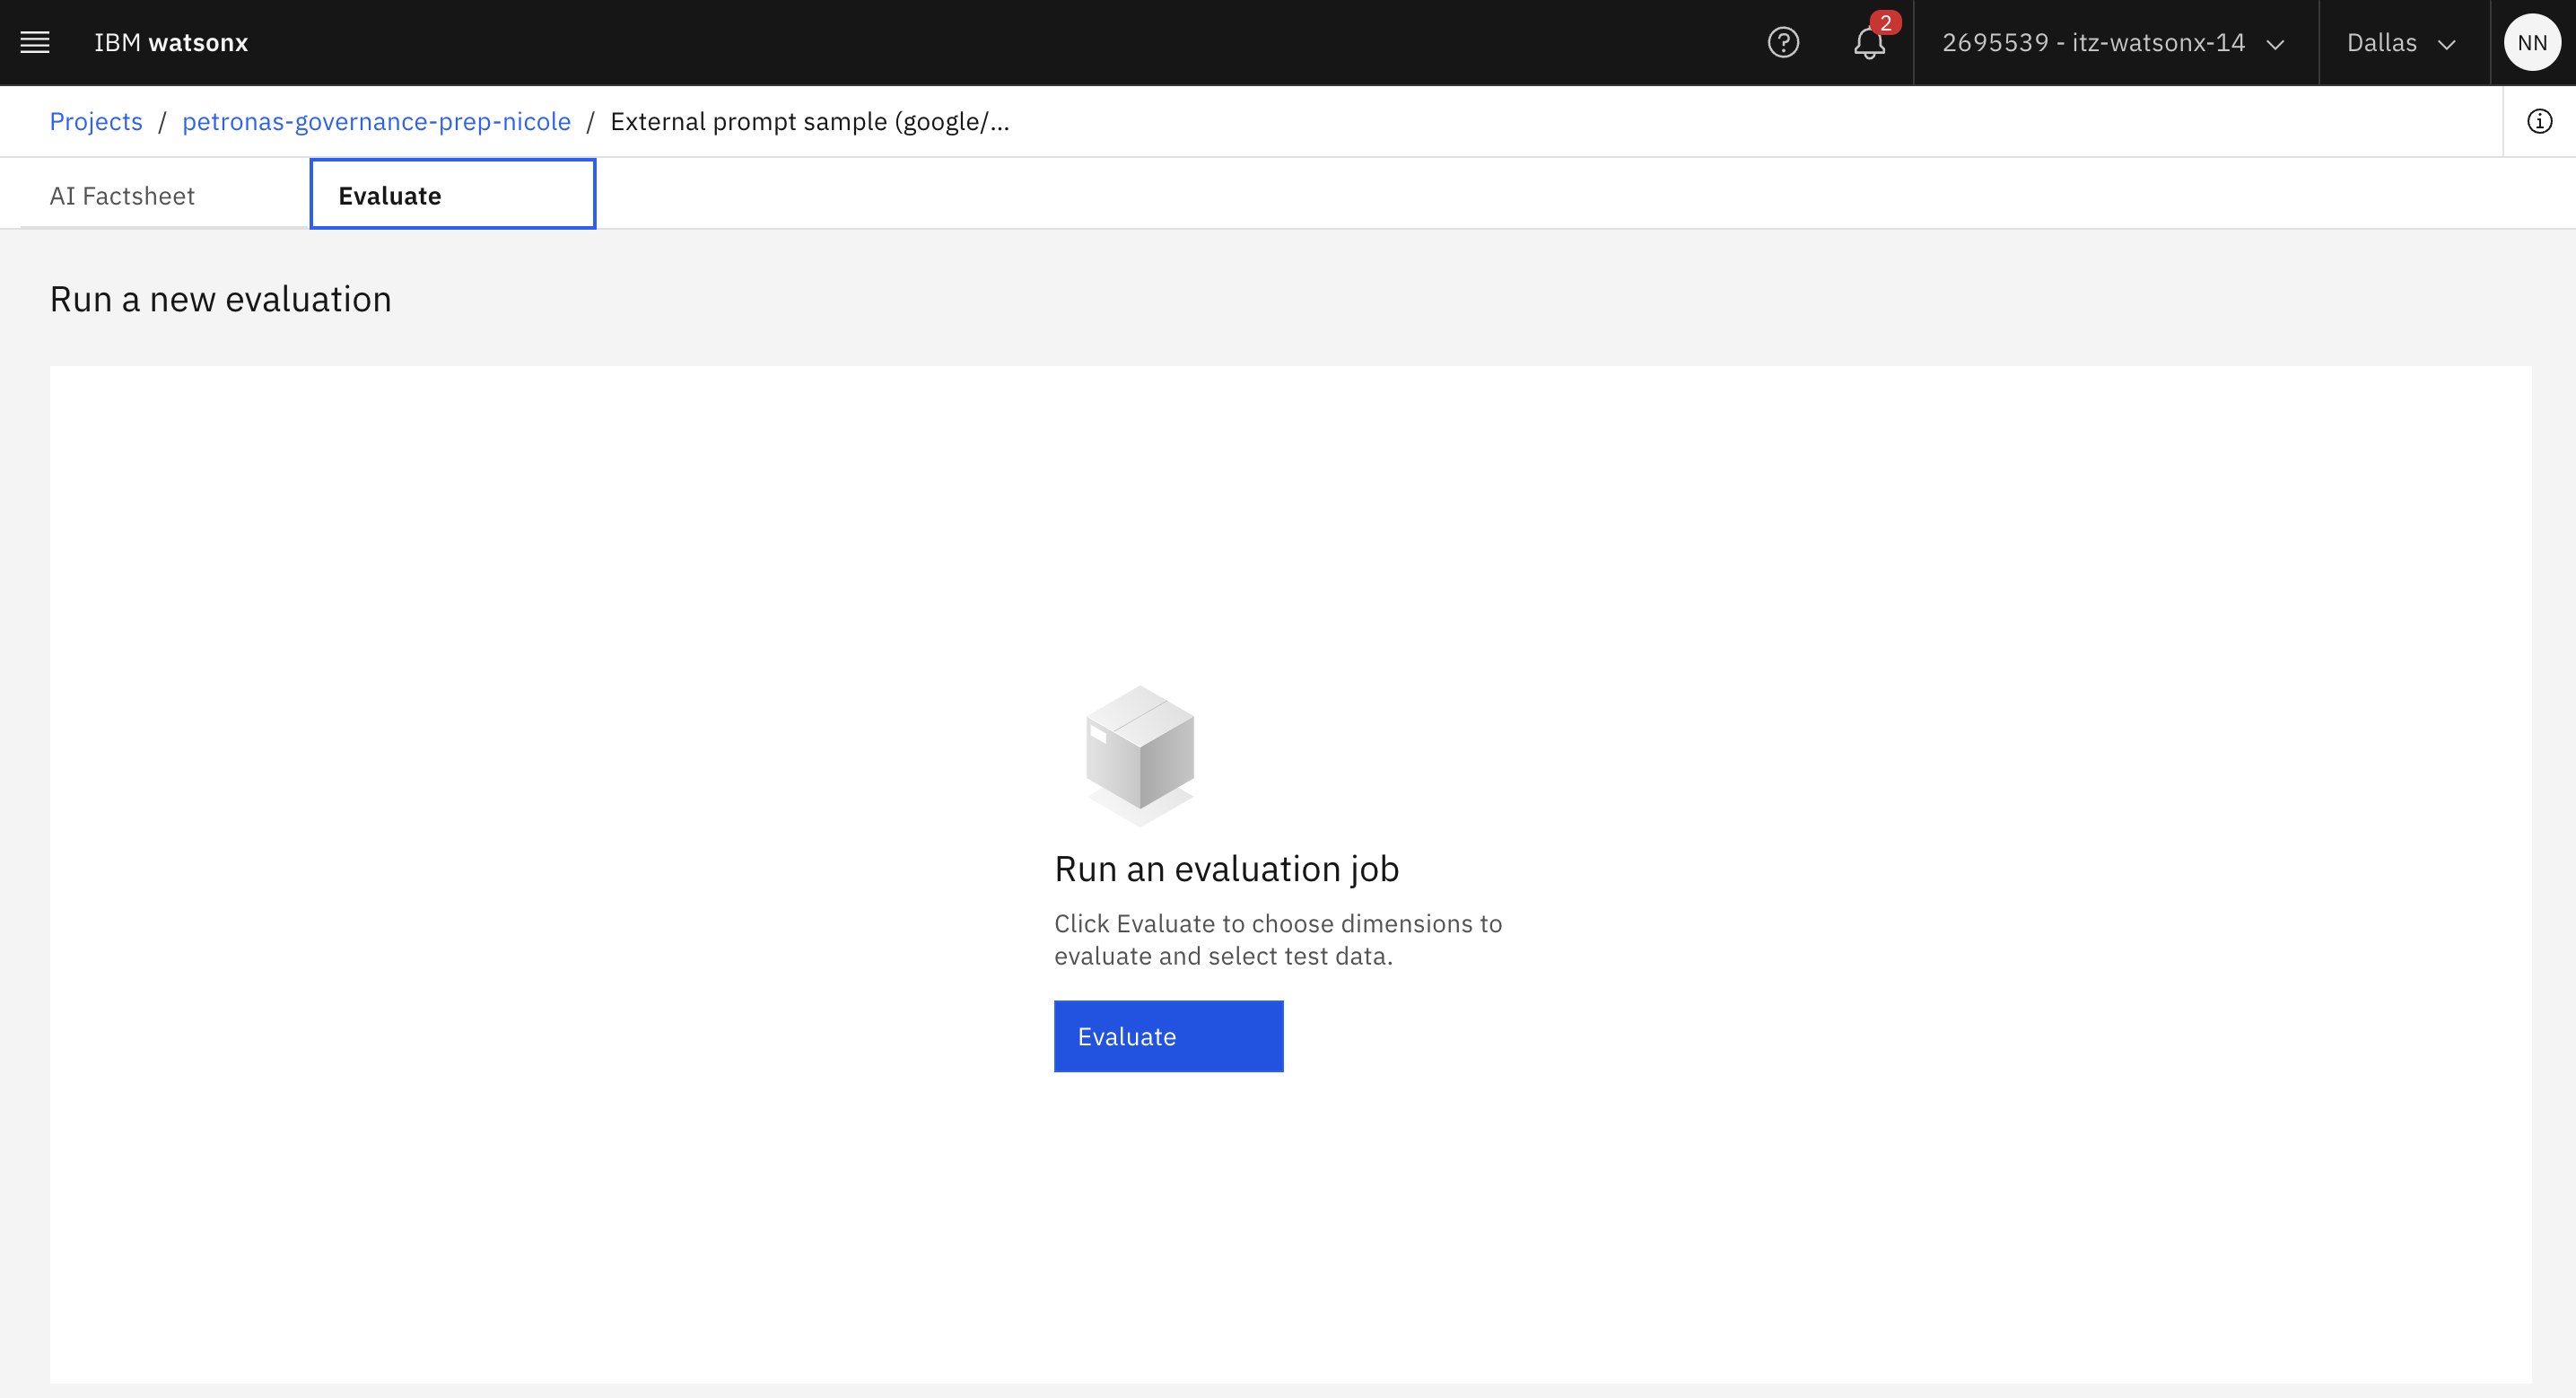 IBM watsonx
2
2695539 - itz-watsonx-14
Dallas
NN
Projects / petronas-governance-prep-nicole / External prompt sample (google/...
AI Factsheet
Evaluate
Run a new evaluation
Run an evaluation job
Click Evaluate to choose dimensions to
evaluate and select test data.
Evaluate